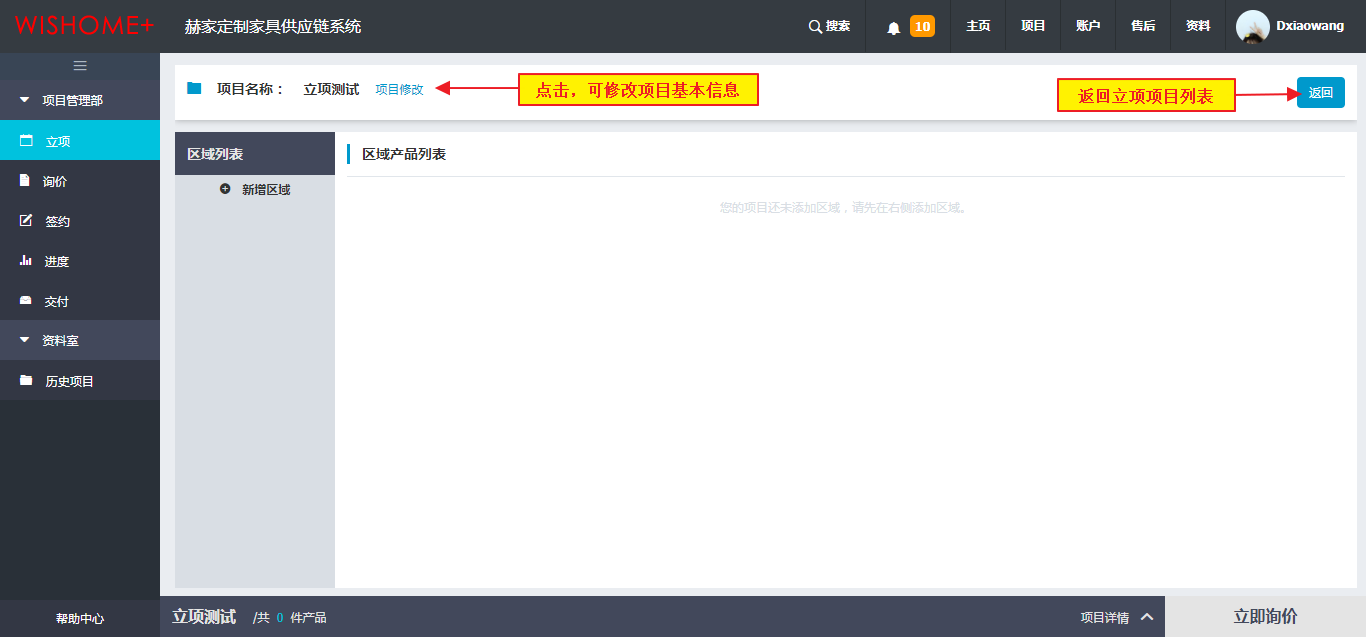 WISHOME+ 赫家定制家具供应链系统 搜索 10 主页 项目 账户 售后 资料 Dxiaowang
项目管理部
立项
询价
签约
进度
交付
资料室
历史项目
帮助中心
项目名称： 立项测试 项目修改 点击，可修改项目基本信息 返回立项项目列表 返回
区域列表
新增区域
区域产品列表
您的项目还未添加区域，请先在右侧添加区域。
立项测试 /共 0 件产品 项目详情 立即询价